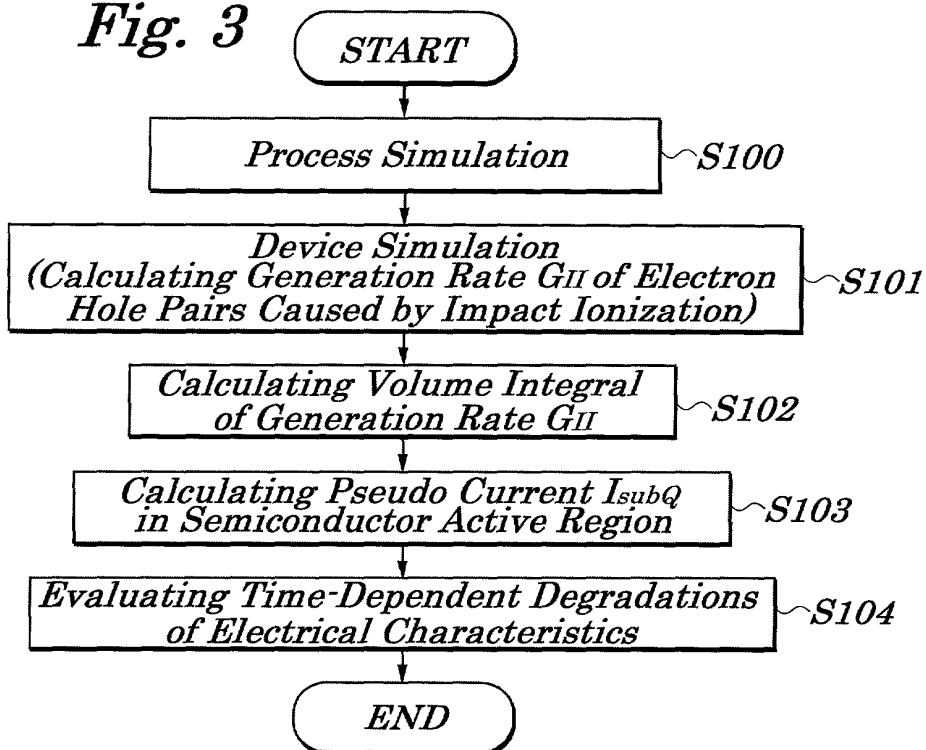 Fig. 3
START
Process Simulation
S100
Device Simulation
(Calculating Generation Rate GII of Electron
Hole Pairs Caused by Impact Ionization)
S101
Calculating Volume Integral
of Generation Rate GII
S102
Calculating Pseudo Current IsubQ
in Semiconductor Active Region
S103
Evaluating Time-Dependent Degradations
of Electrical Characteristics
S104
END